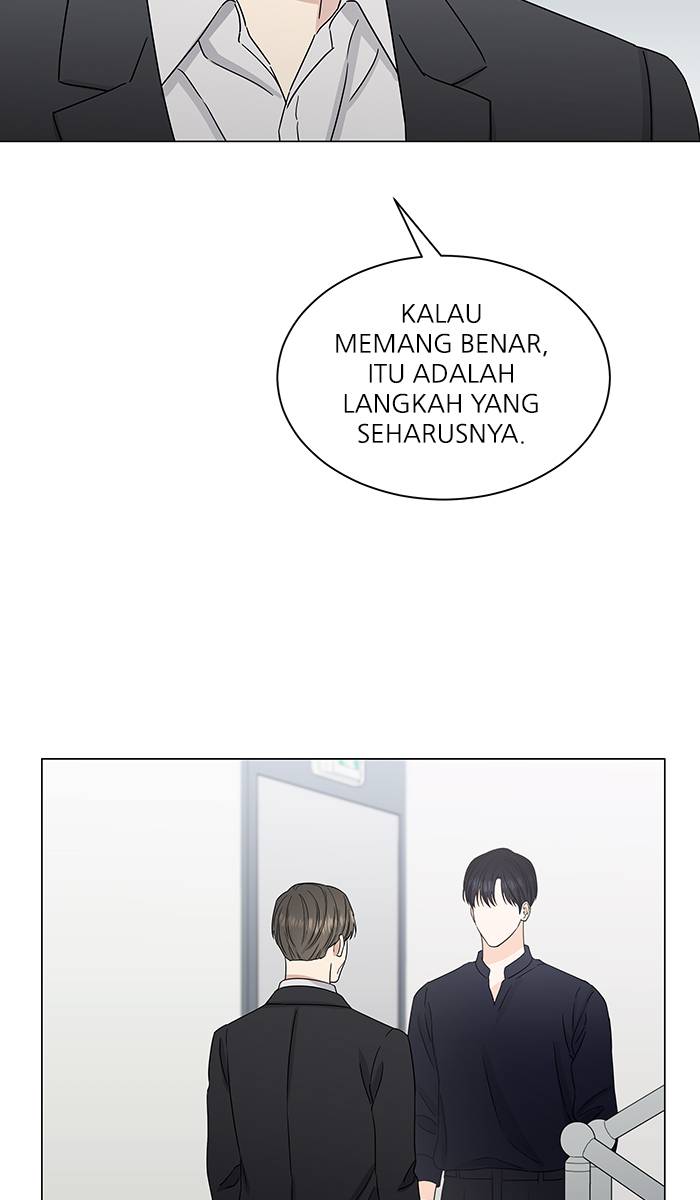 KALAU
MEMANG BENAR,
ITU ADALAH
LANGKAH YANG
SEHARUSNYA.